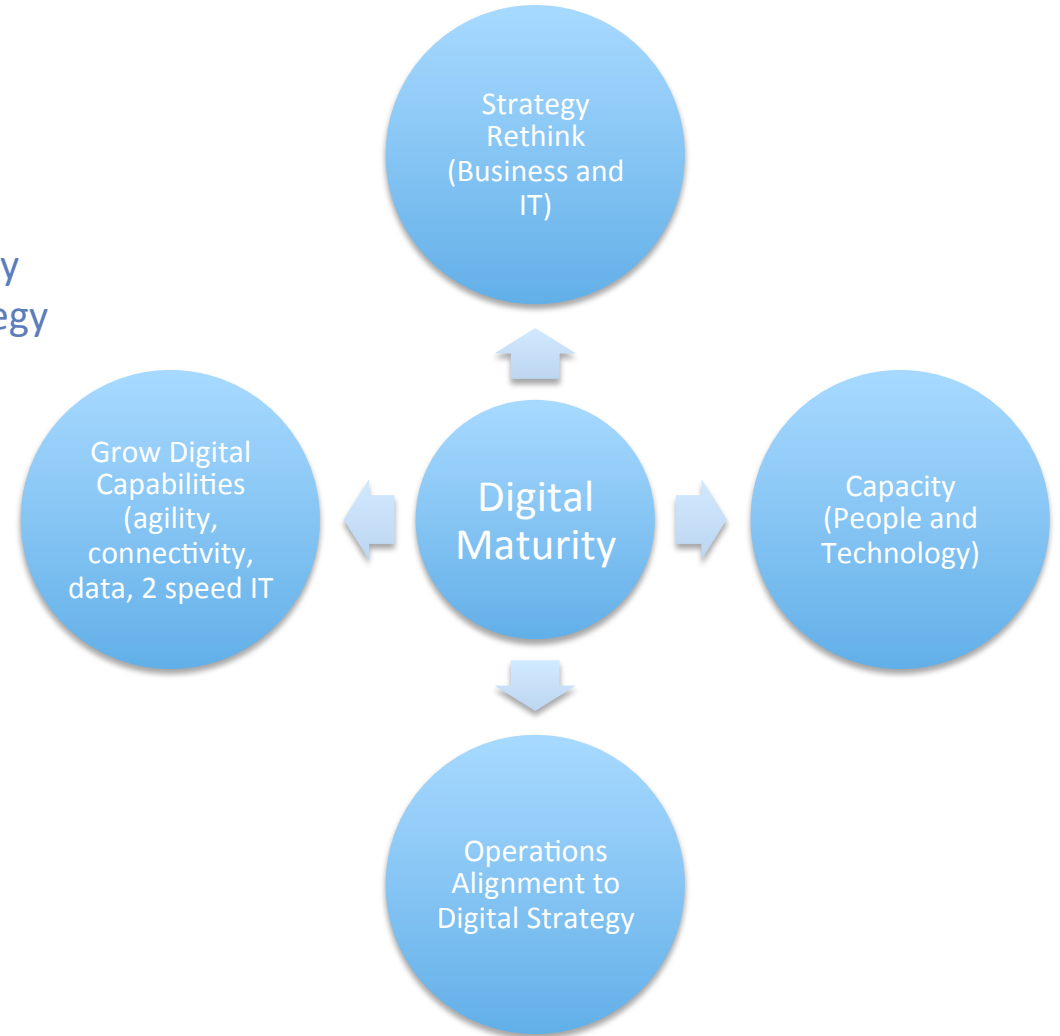 Strategy
Rethink
(Business and
IT)
Grow Digital
Capabilities
(agility,
connectivity,
data, 2 speed IT
Digital
Maturity
Capacity
(People and
Technology)
Operations
Alignment to
Digital Strategy